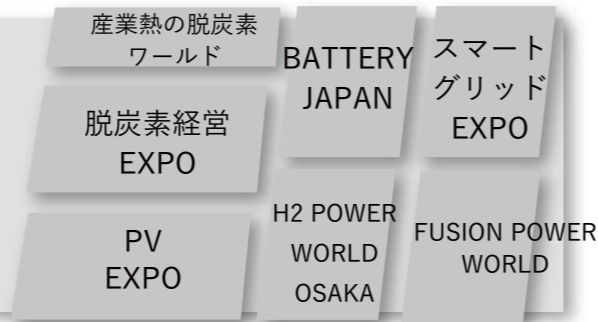 産業熱の脱炭素
ワールド
BATTERY
JAPAN
スマート
グリッド
EXPO
脱炭素経営
EXPO
PV
EXPO
H2 POWER
WORLD
OSAKA
FUSION POWER
WORLD